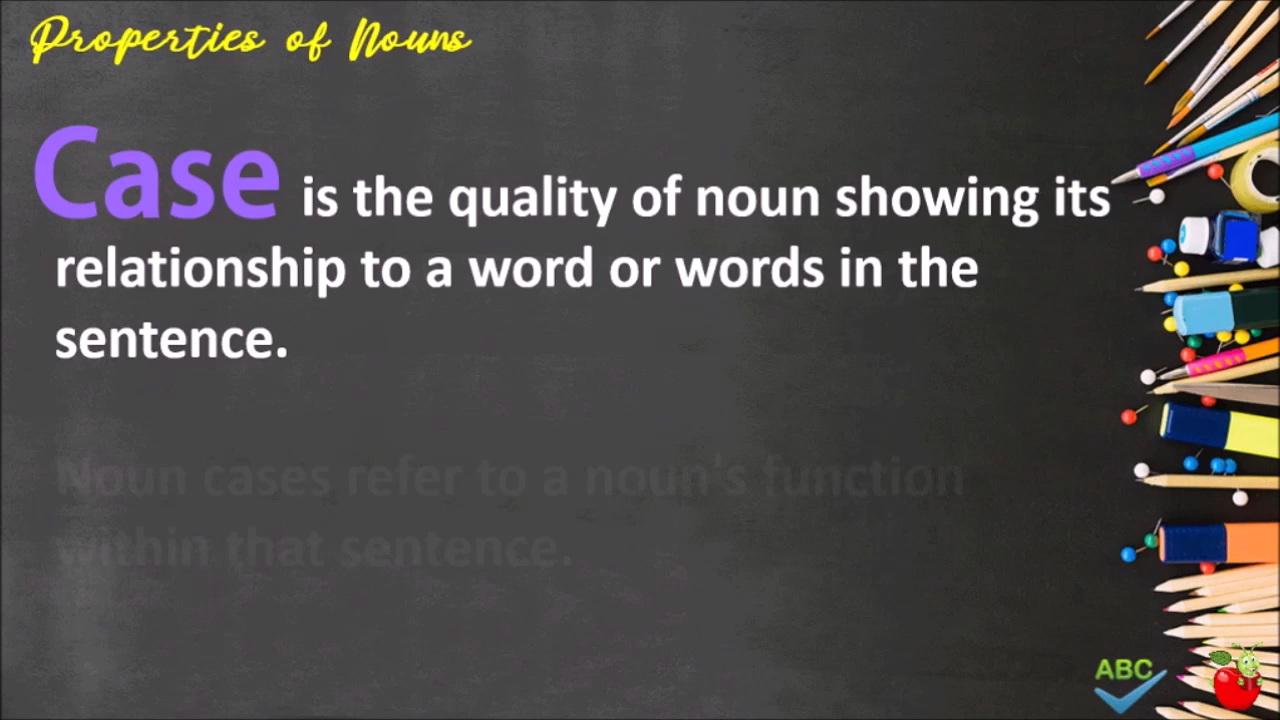 Properties of Nouns
Case is the quality of noun showing its
relationship to a word or words in the
sentence.
Noun cases refer to a noun's function
within that sentence.
ABC